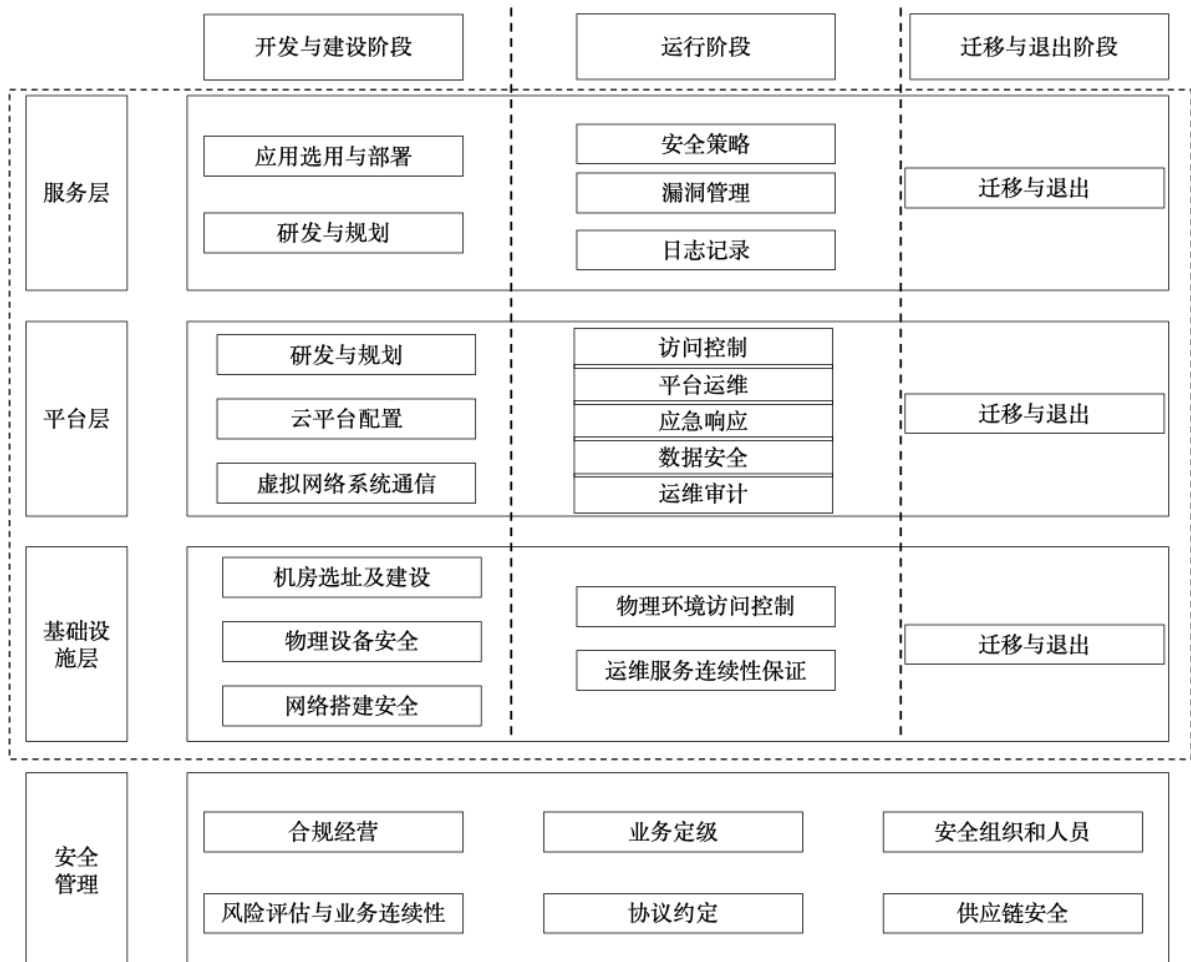 开发与建设阶段
运行阶段
迁移与退出阶段
服务层
应用选用与部署
研发与规划
安全策略
漏洞管理
日志记录
迁移与退出
平台层
研发与规划
云平台配置
虚拟网络系统通信
访问控制
平台运维
应急响应
数据安全
运维审计
迁移与退出
基础设
施层
机房选址及建设
物理设备安全
网络搭建安全
物理环境访问控制
运维服务连续性保证
迁移与退出
安全
管理
合规经营
业务定级
安全组织和人员
风险评估与业务连续性
协议约定
供应链安全